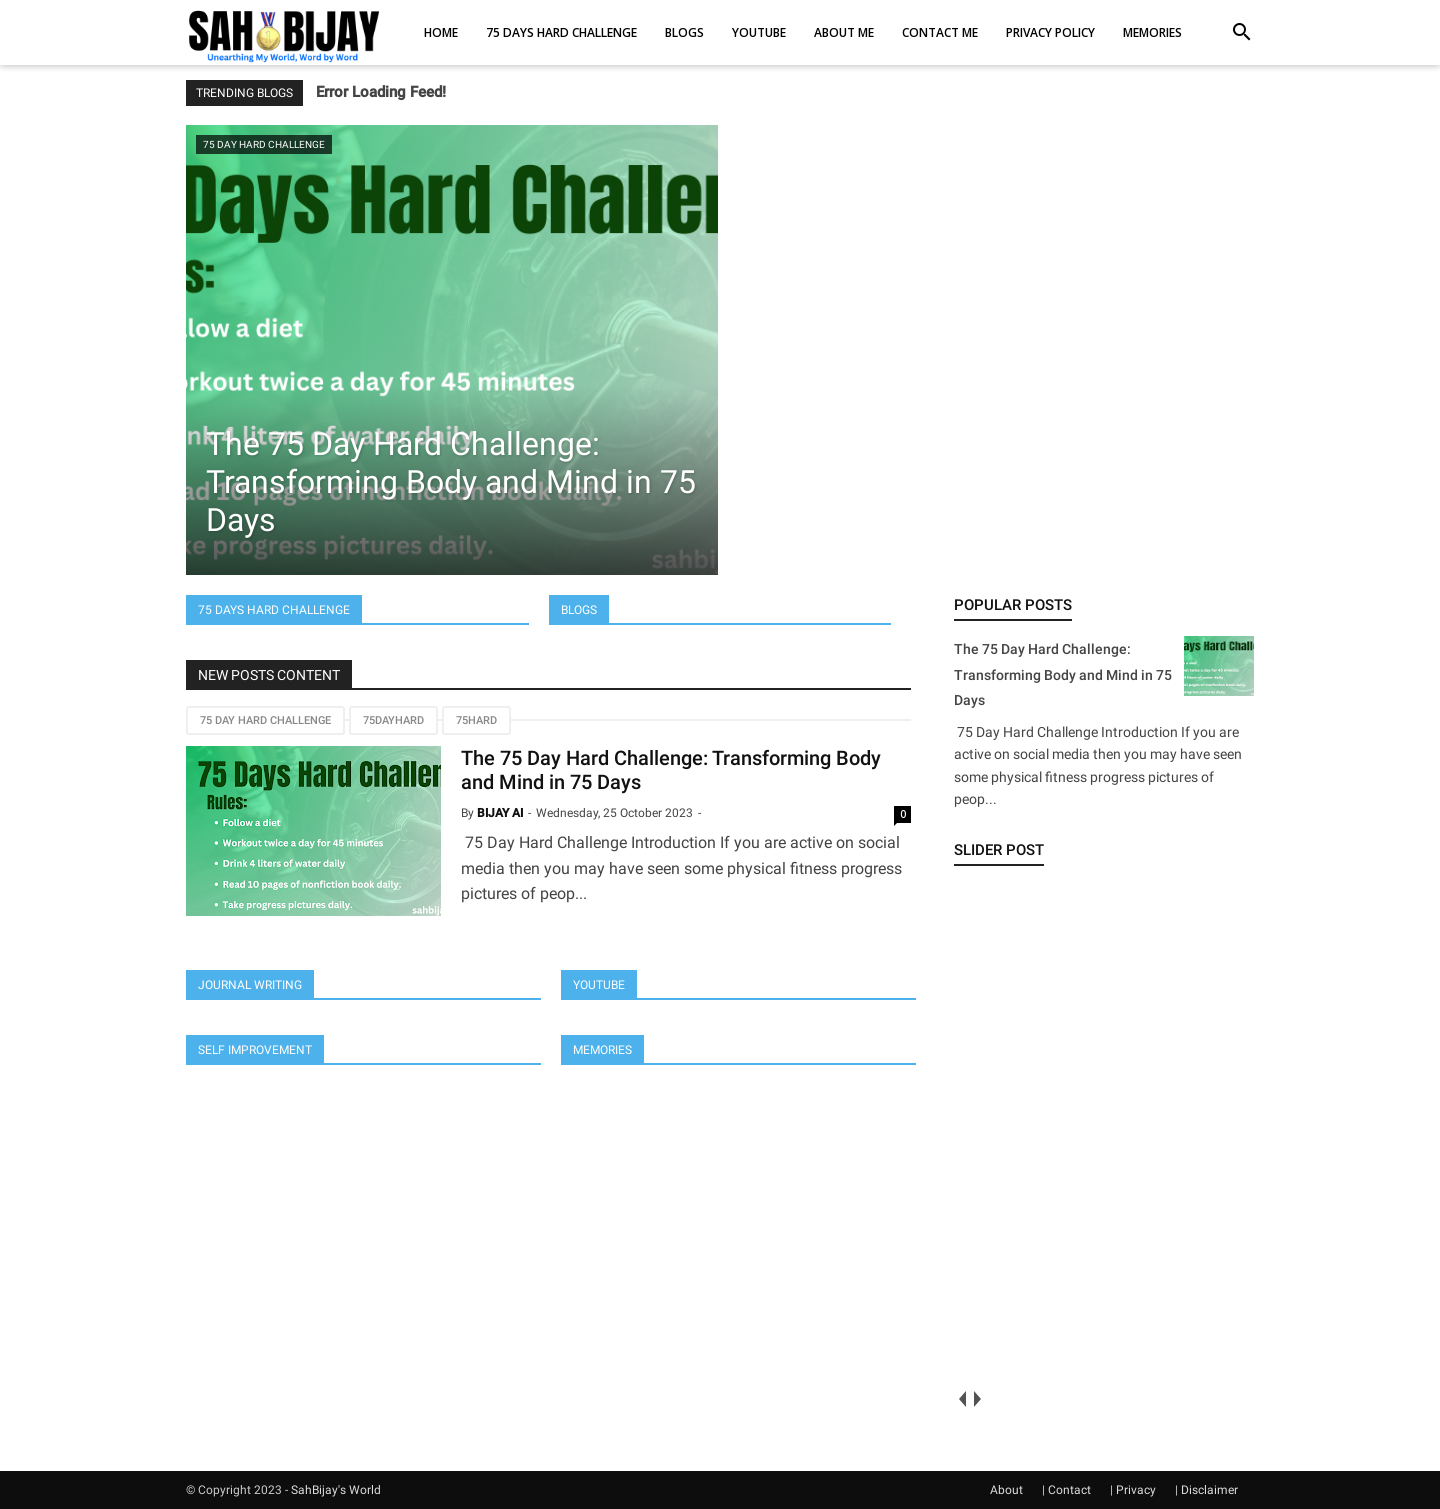 SAH BIJAY
Unearthing My World, Word by Word
HOME 75 DAYS HARD CHALLENGE BLOGS YOUTUBE ABOUT ME CONTACT ME PRIVACY POLICY MEMORIES
TRENDING BLOGS Error Loading Feed!
75 DAY HARD CHALLENGE
Days Hard Challen
s:
llow a diet
orkout twice a day for 45 minutes
nk 4 liters of water daily
The 75 Day Hard Challenge:
Transforming Body and Mind in 75
ad 10 pages of nonfiction book daily.
Days
ke progress pictures daily.
sahbij
75 DAYS HARD CHALLENGE
BLOGS
NEW POSTS CONTENT
75 DAY HARD CHALLENGE 75DAYHARD 75HARD
75 Days Hard Challen
Rules:
Follow a diet
Workout twice a day for 45 minutes
Drink 4 liters of water daily
Read 10 pages of nonfiction book daily.
Take progress pictures daily.
sahbij
The 75 Day Hard Challenge: Transforming Body
and Mind in 75 Days
By BIJAY AI - Wednesday, 25 October 2023 -
0
75 Day Hard Challenge Introduction If you are active on social
media then you may have seen some physical fitness progress
pictures of peop...
JOURNAL WRITING
YOUTUBE
SELF IMPROVEMENT
MEMORIES
POPULAR POSTS
The 75 Day Hard Challenge:
Transforming Body and Mind in 75
Days
ays Hard Challen
75 Day Hard Challenge Introduction If you are
active on social media then you may have seen
some physical fitness progress pictures of
peop...
SLIDER POST
© Copyright 2023 - SahBijay's World
About | Contact | Privacy | Disclaimer